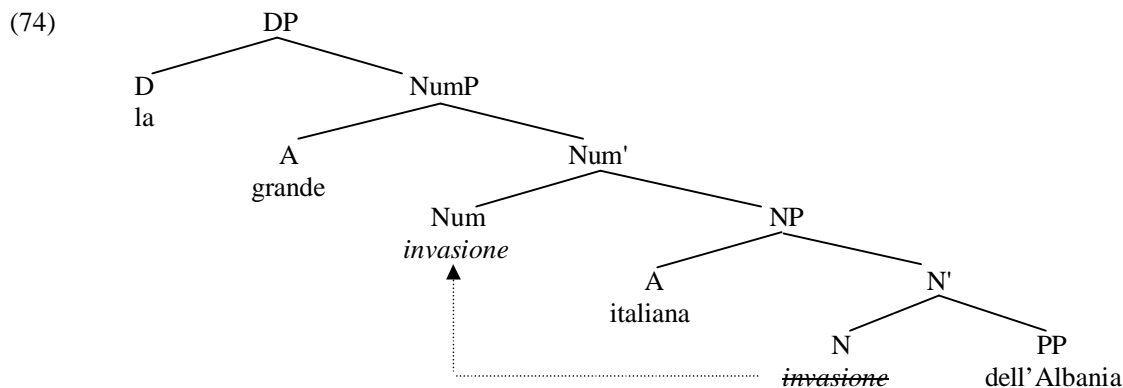 (74) DP
D NumP
la
A Num'
grande
Num NP
invasione
A N'
italiana
N PP
invasione dell'Albania